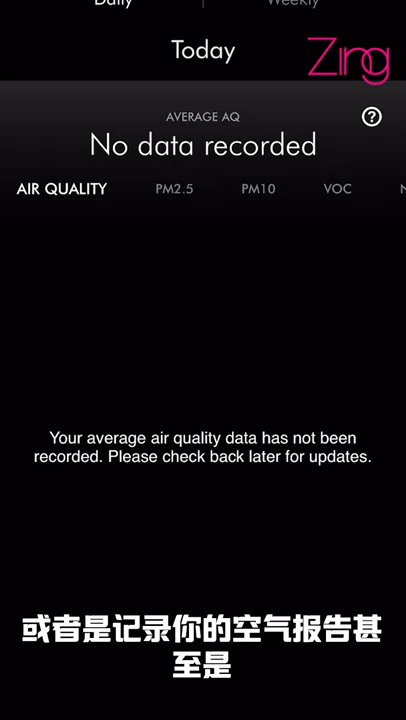 Daily Weekly
Today
Zing
AVERAGE AQ
?
No data recorded
AIR QUALITY PM2.5 PM10 VOC
Your average air quality data has not been
recorded. Please check back later for updates.
或者是记录你的空气报告甚
至是